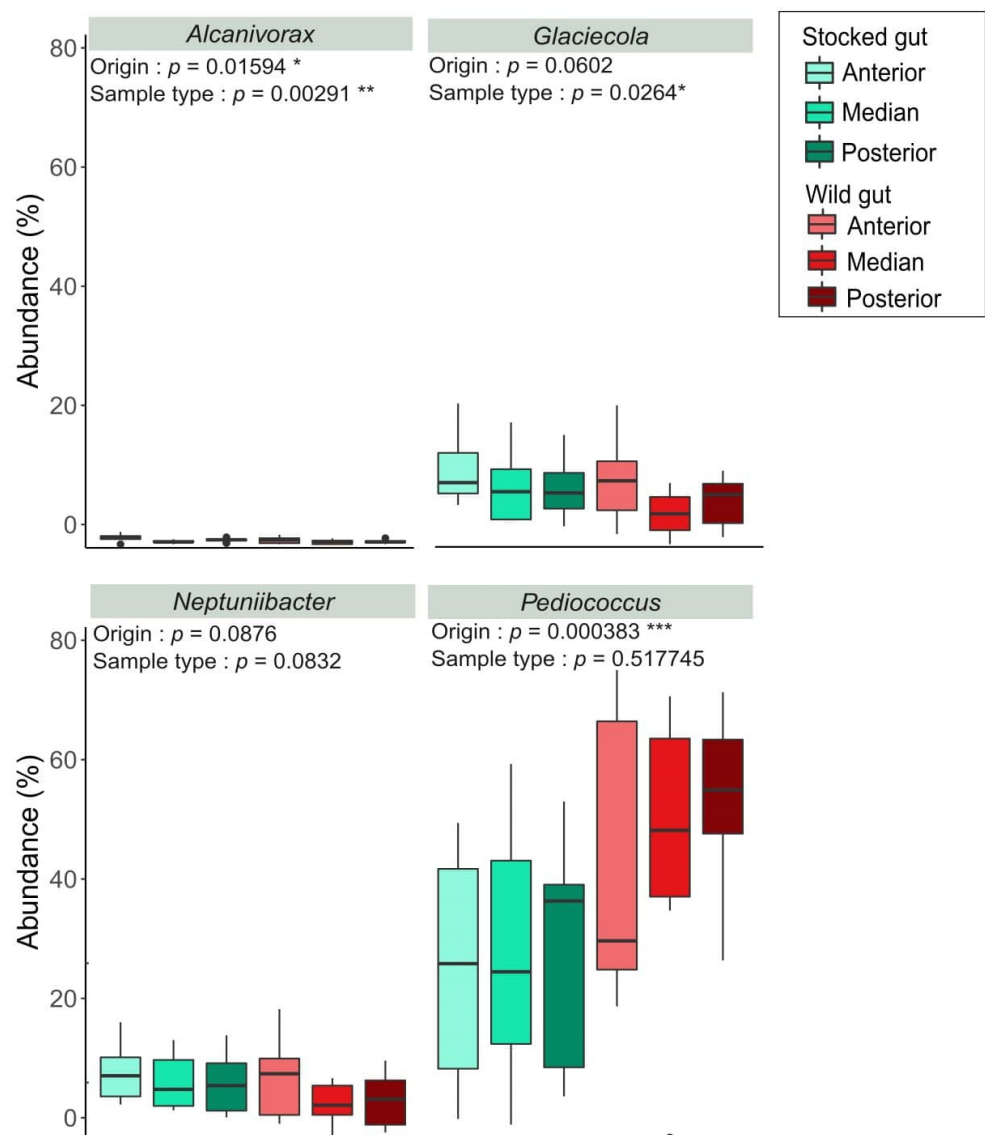 Alcanivorax
Origin : p = 0.01594 *
Sample type : p = 0.00291 **
Glaciecola
Origin : p = 0.0602
Sample type : p = 0.0264*
Stocked gut
Anterior
Median
Posterior
Wild gut
Anterior
Median
Posterior
Abundance (%)
80
60
40
20
0
Neptuniibacter
Origin : p = 0.0876
Sample type : p = 0.0832
Pediococcus
Origin : p = 0.000383 ***
Sample type : p = 0.517745
Abundance (%)
80
60
40
20
0